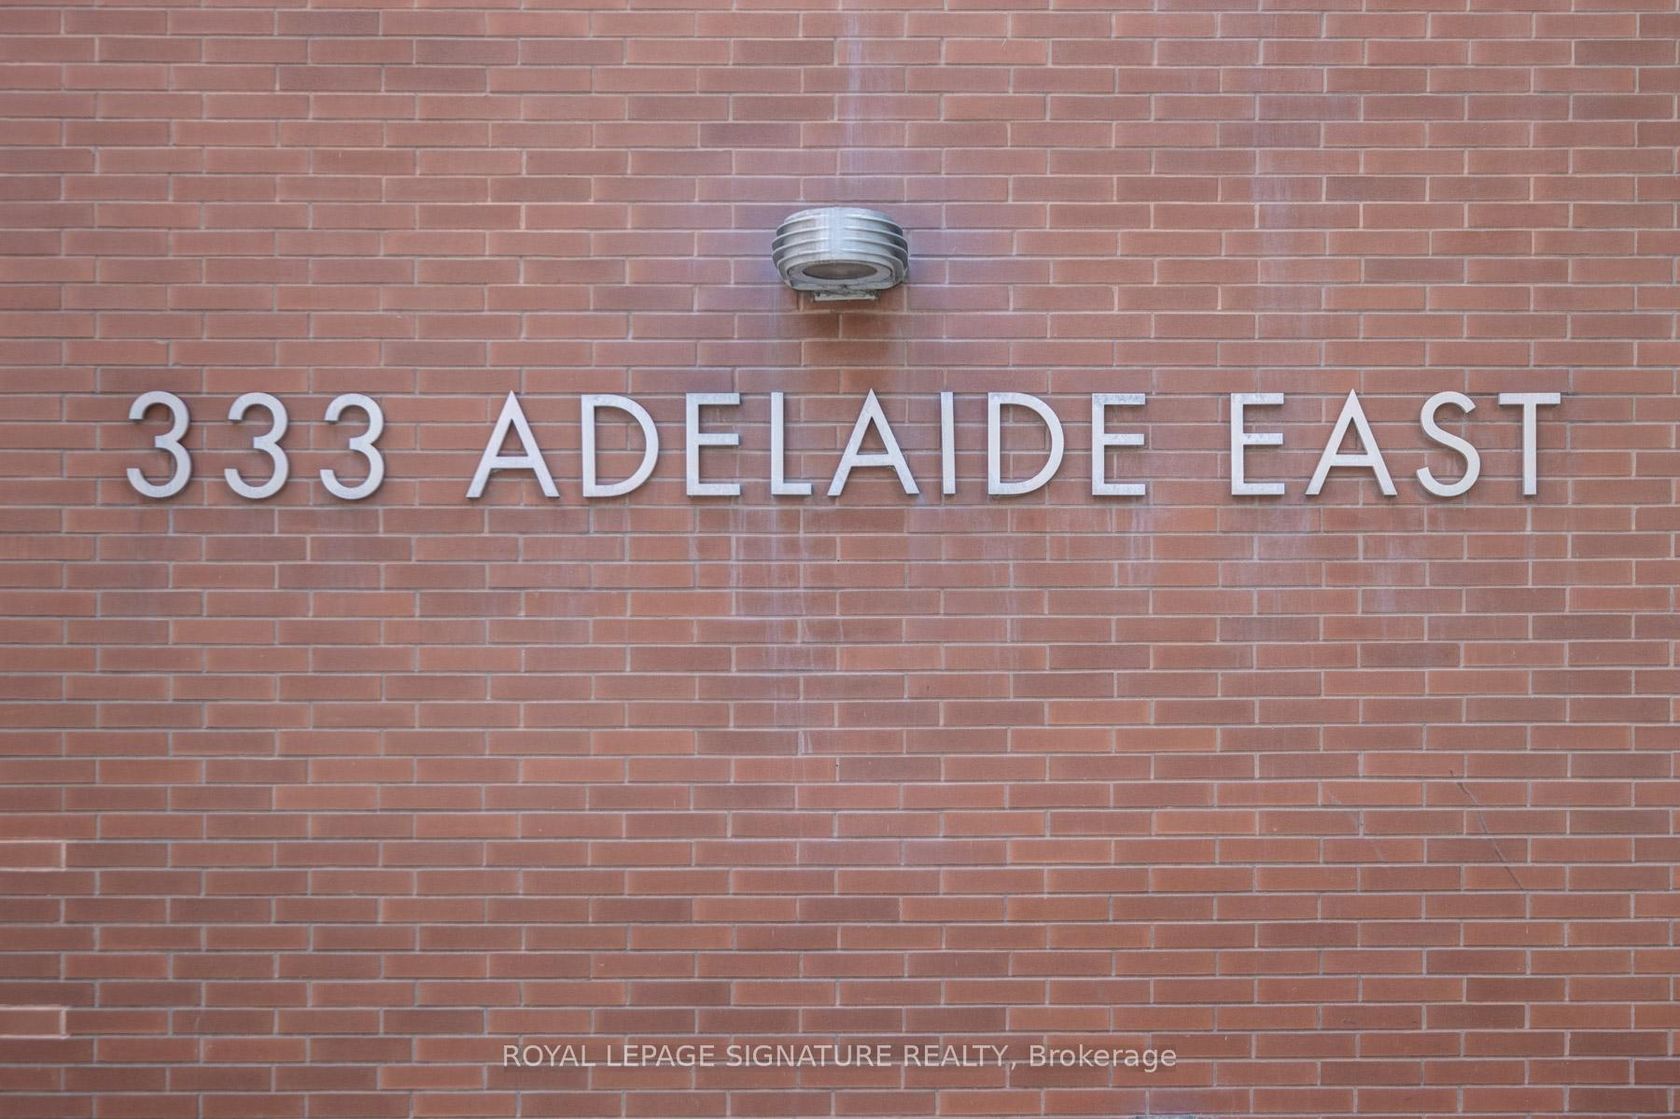 333 ADELAIDE EAST
ROYAL LEPAGE SIGNATURE REALTY, Brokerage